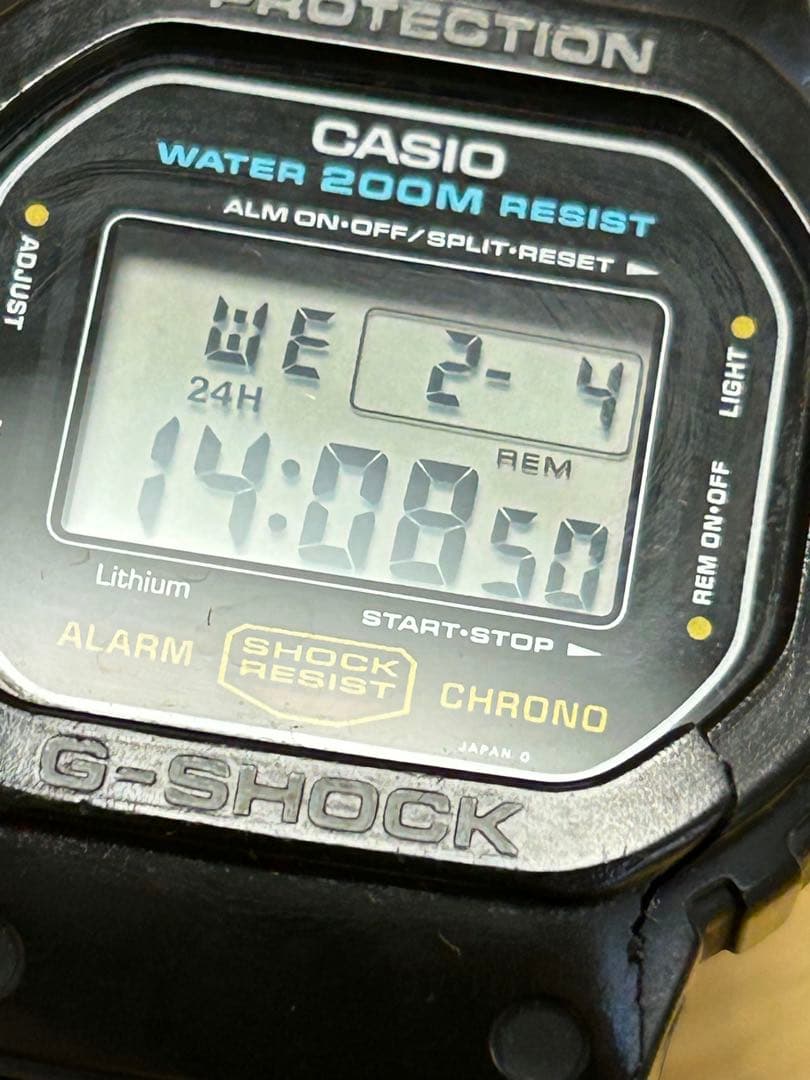 PROTECTION
CASIO
WATER 200M RESIST
ALM ON·OFF/SPLIT·RESET
ADJUST
LIGHT
WE 2- 4
24H
REM
14:08 50
REM ON·OFF
Lithium
START·STOP
ALARM
SHOCK
RESIST
CHRONO
JAPAN 0
G-SHOCK